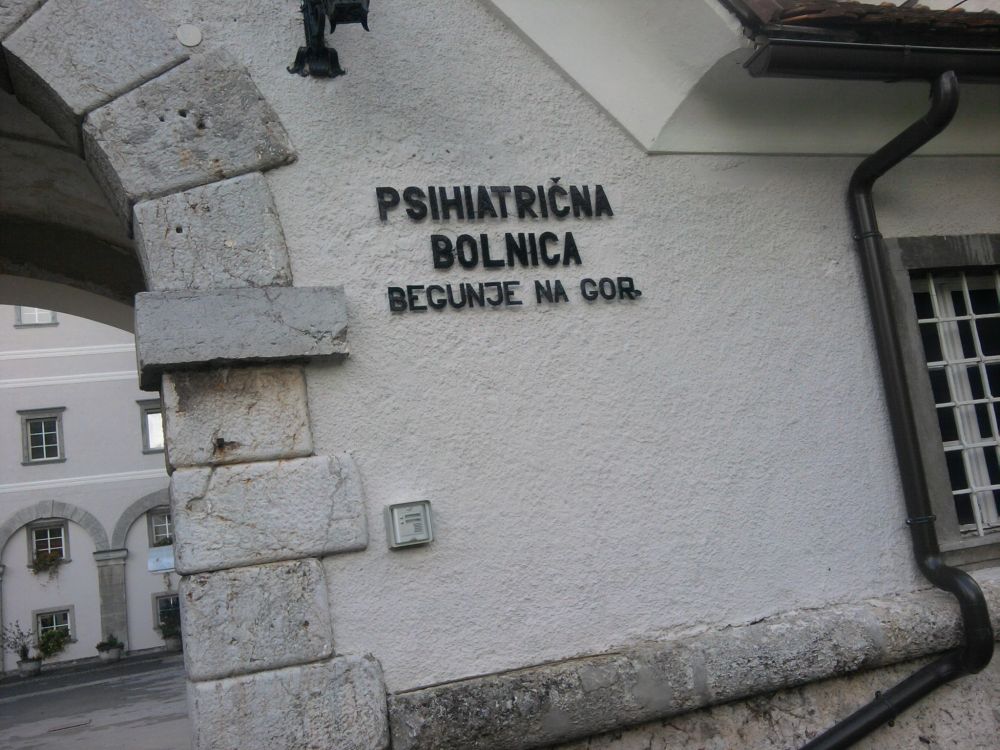 PSIHIATRIČNA
BOLNICA
BEGUNJE NA GOR.